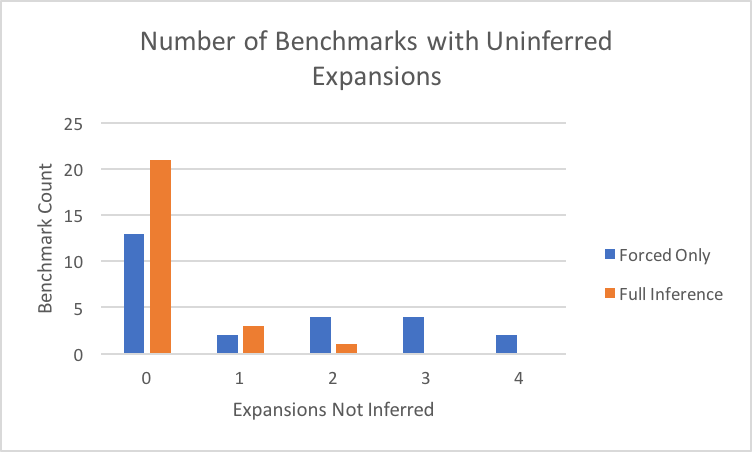 Number of Benchmarks with Uninferred
Expansions
25
20
15
10
5
0
Benchmark Count
0 1 2 3 4
Expansions Not Inferred
Forced Only
Full Inference